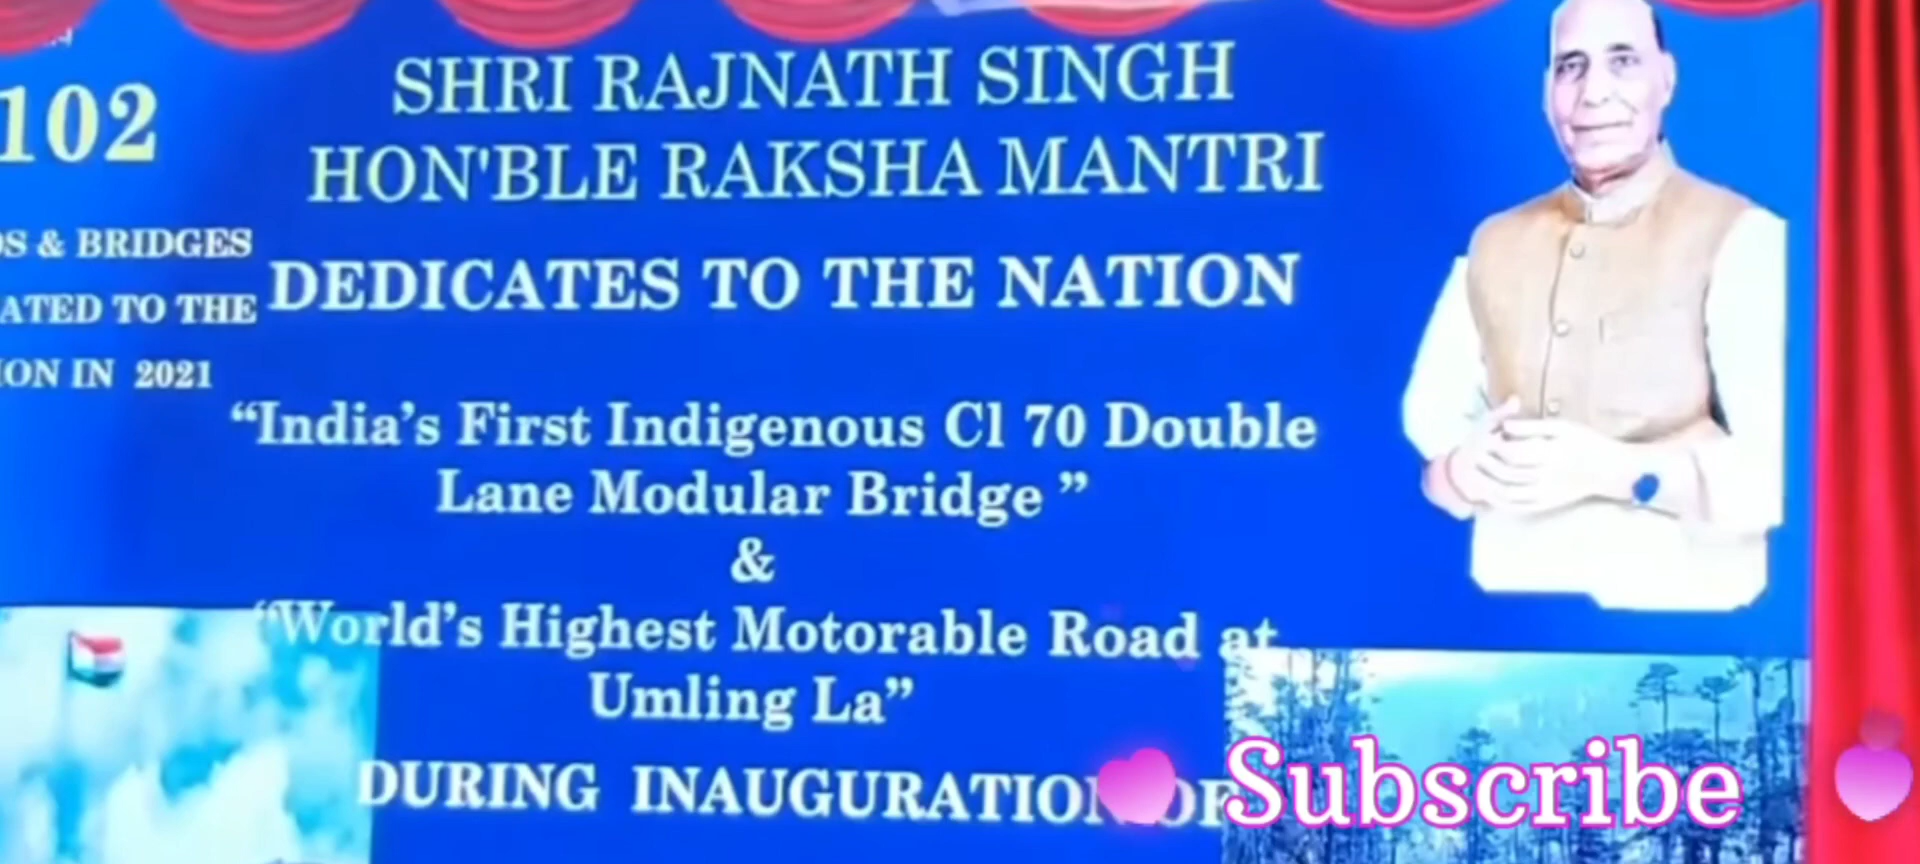 102
S & BRIDGES
ATED TO THE
ION IN 2021
SHRI RAJNATH SINGH
HON'BLE RAKSHA MANTRI
DEDICATES TO THE NATION
“India’s First Indigenous Cl 70 Double
Lane Modular Bridge ”
&
“World’s Highest Motorable Road at
Umling La”
DURING INAUGURATION OF
Subscribe